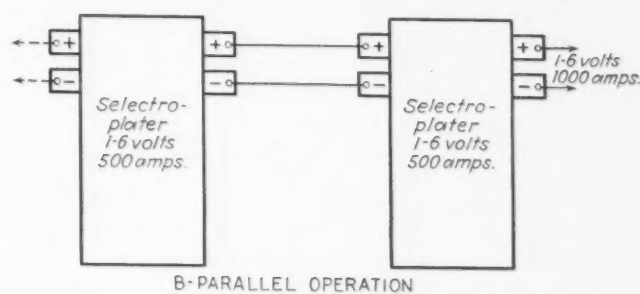 + + + +
- - - -
Selectro-
plater
1-6 volts
500 amps.
Selectro-
plater
1-6 volts
500 amps.
1-6 volts
1000 amps.
B-PARALLEL OPERATION